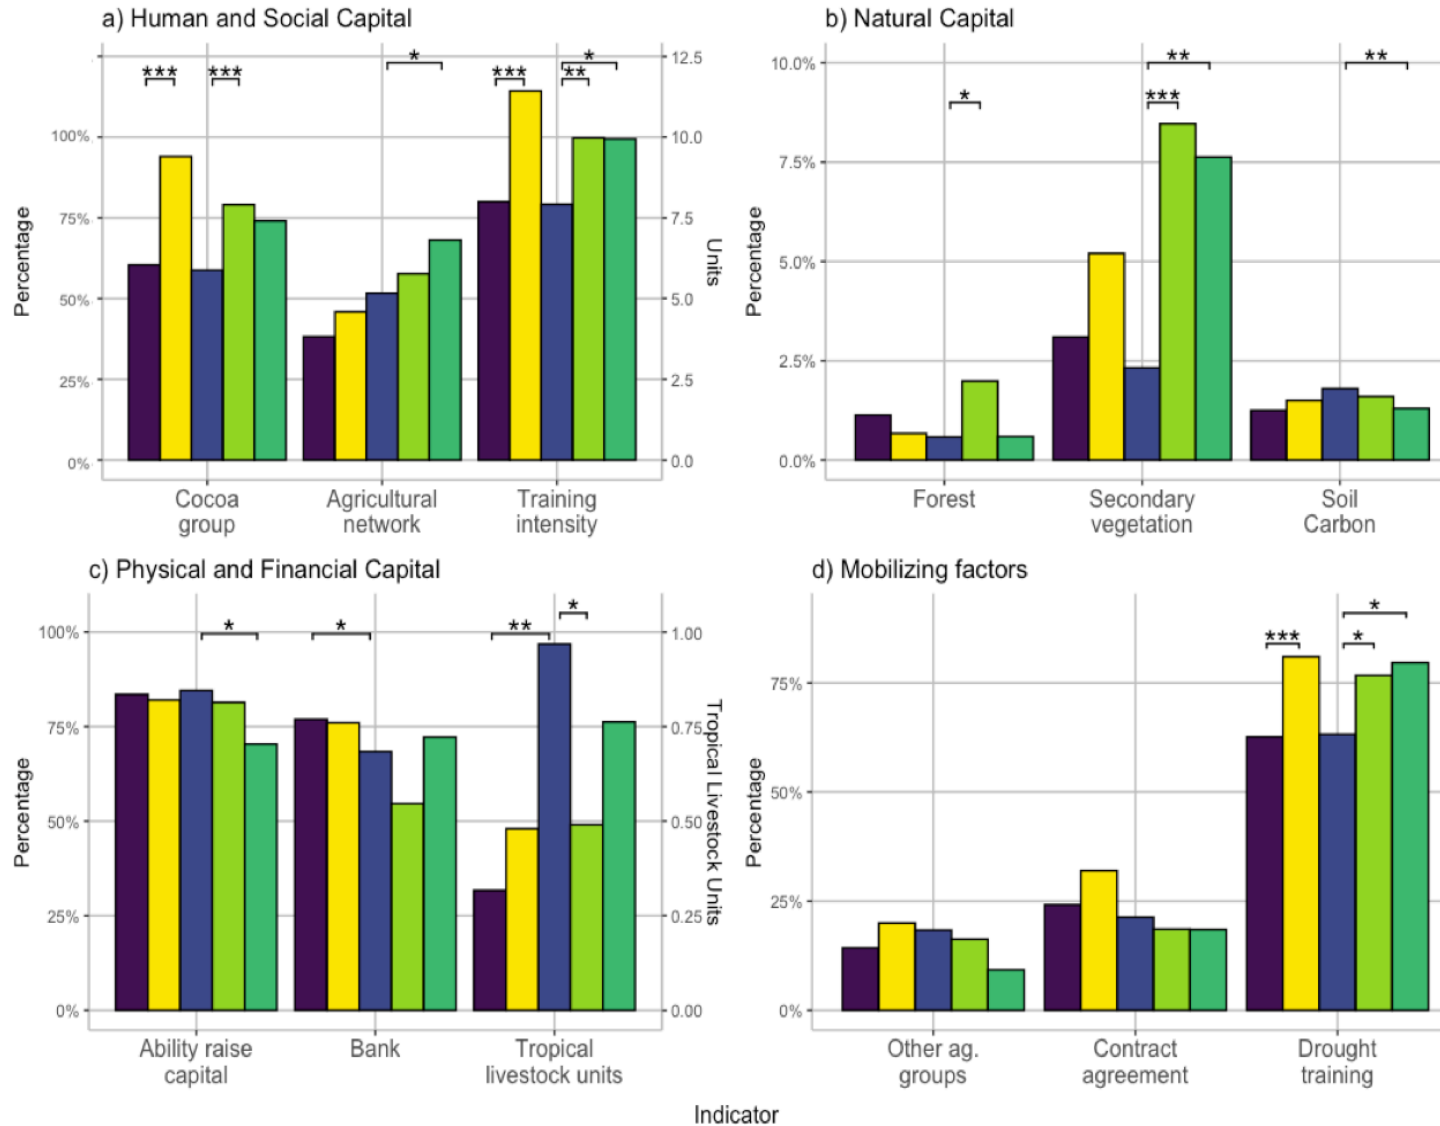 a) Human and Social Capital
*** *** * *** ** *
12.5
100%
10.0
75%
7.5
50%
5.0
25%
2.5
0%
0.0
Percentage
Units
Cocoa
group
Agricultural
network
Training
intensity
b) Natural Capital
* *** ** **
10.0%
7.5%
5.0%
2.5%
0.0%
Percentage
Forest
Secondary
vegetation
Soil
Carbon
c) Physical and Financial Capital
* * ** *
100%
1.00
75%
0.75
50%
0.50
25%
0.25
0%
0.00
Percentage
Tropical Livestock Units
Ability raise
capital
Bank
Tropical
livestock units
d) Mobilizing factors
*** * *
75%
50%
25%
0%
Percentage
Other ag.
groups
Contract
agreement
Drought
training
Indicator